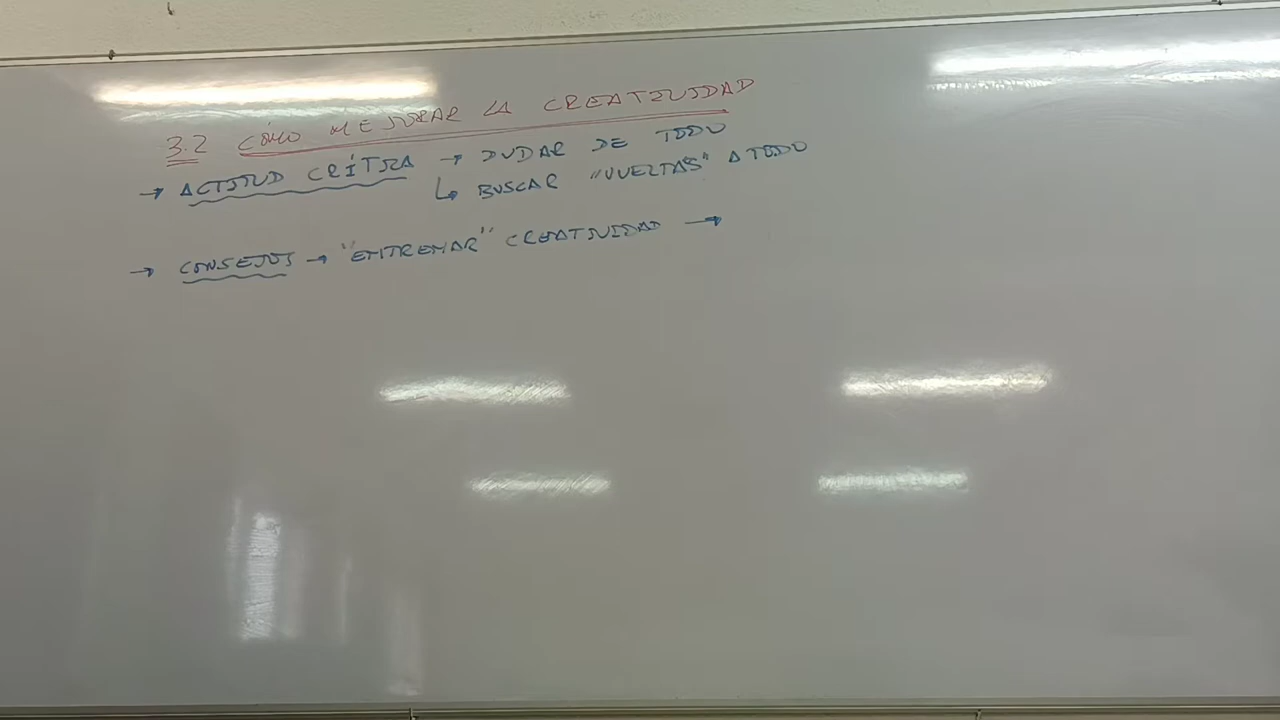 3.2 CÓMO MEJORAR LA CREATIVIDAD
→ ACTITUD CRÍTICA → DUDAR DE TODO
↳ BUSCAR "VUELTAS" A TODO
→ CONSEJOS → "ENTRENAR" CREATIVIDAD →